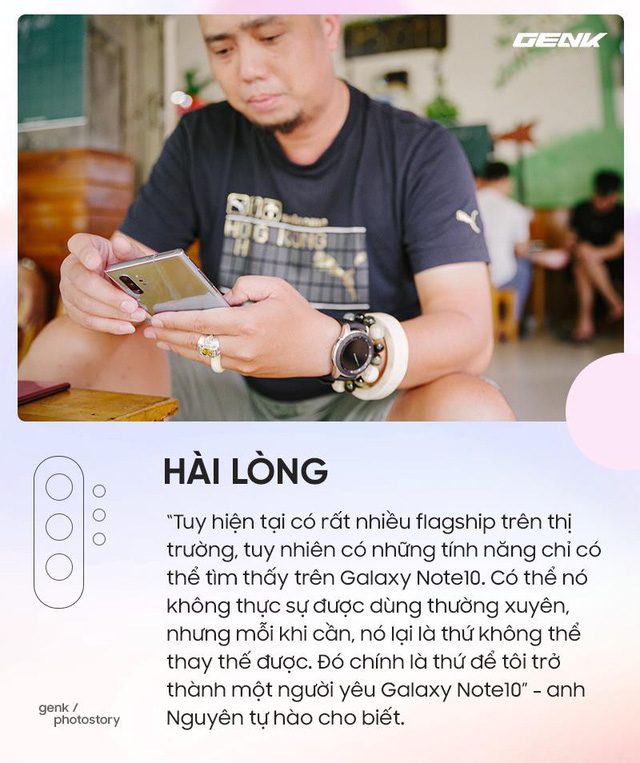 GENK
HÀI LÒNG
"Tuy hiện tại có rất nhiều flagship trên thị
trường, tuy nhiên có những tính năng chỉ có
thể tìm thấy trên Galaxy Note10. Có thể nó
không thực sự được dùng thường xuyên,
nhưng mỗi khi cần, nó lại là thứ không thể
thay thế được. Đó chính là thứ để tôi trở
thành một người yêu Galaxy Note10" - anh
Nguyên tự hào cho biết.
genk /
photostory